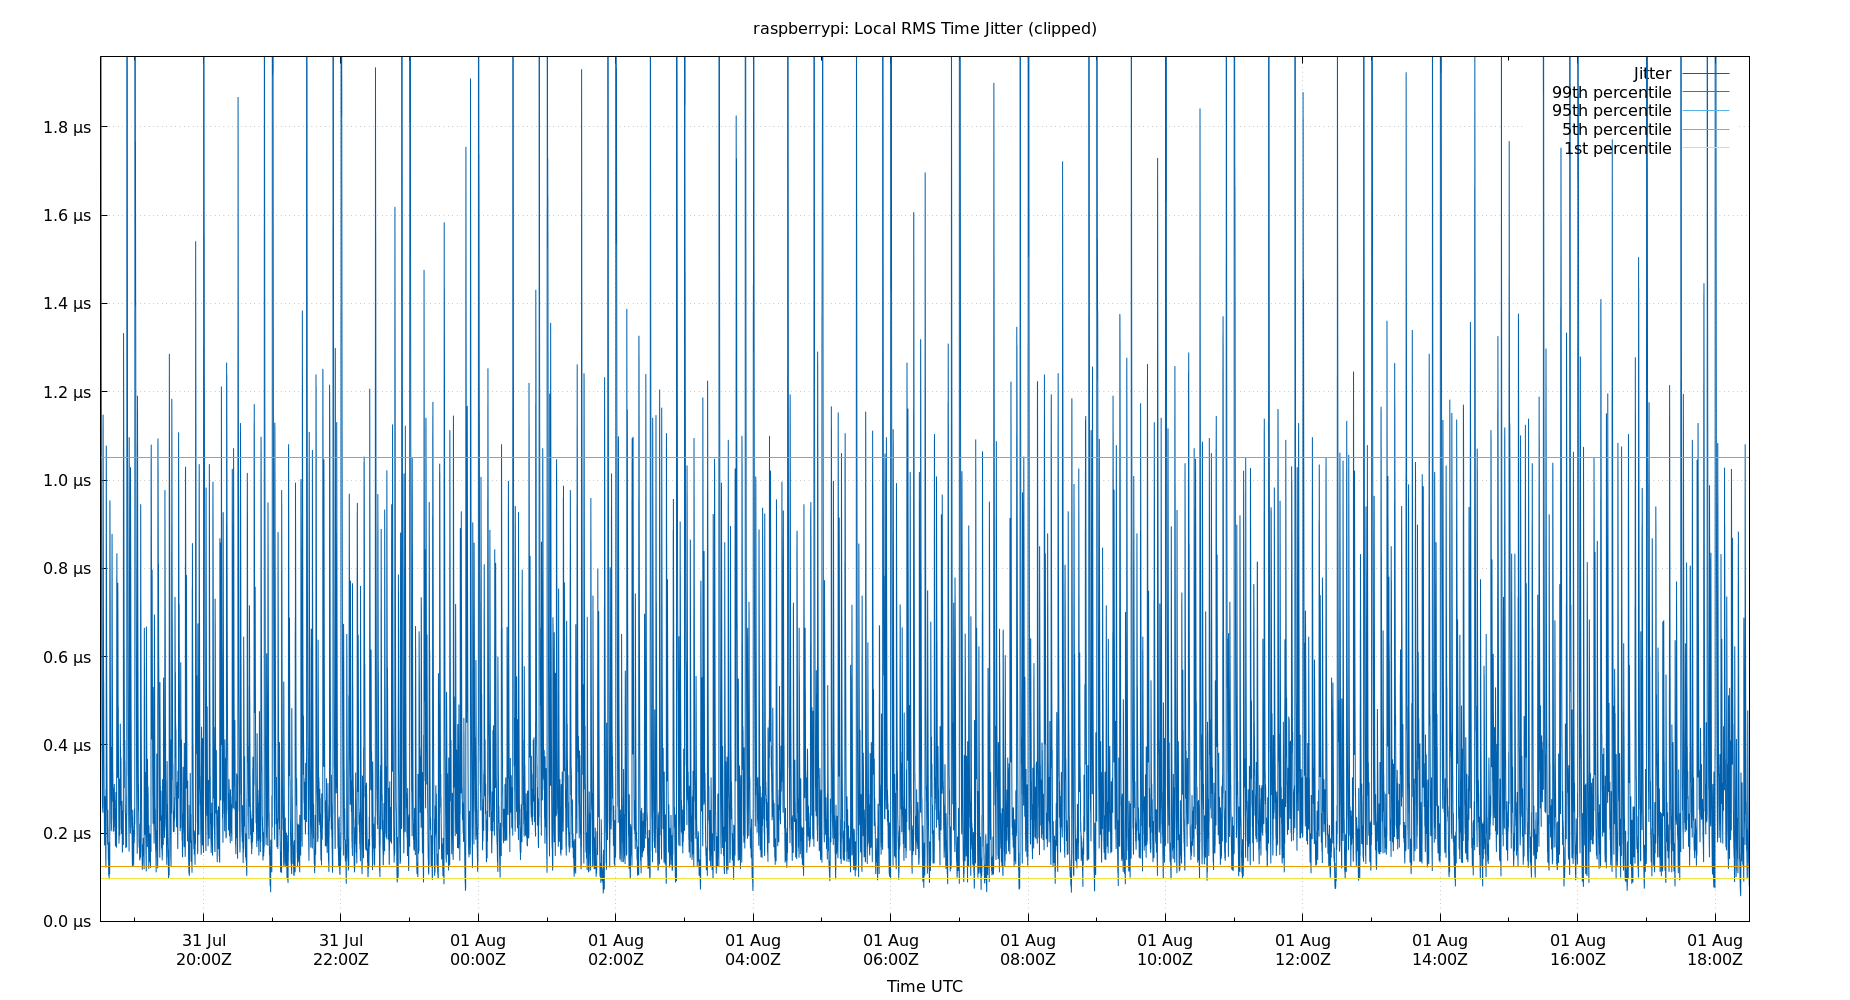 raspberrypi: Local RMS Time Jitter (clipped)
Jitter
99th percentile
95th percentile
5th percentile
1st percentile
1.8 µs
1.6 µs
1.4 µs
1.2 µs
1.0 µs
0.8 µs
0.6 µs
0.4 µs
0.2 µs
0.0 µs
31 Jul 31 Jul 01 Aug 01 Aug 01 Aug 01 Aug 01 Aug 01 Aug 01 Aug 01 Aug 01 Aug 01 Aug
20:00Z 22:00Z 00:00Z 02:00Z 04:00Z 06:00Z 08:00Z 10:00Z 12:00Z 14:00Z 16:00Z 18:00Z
Time UTC